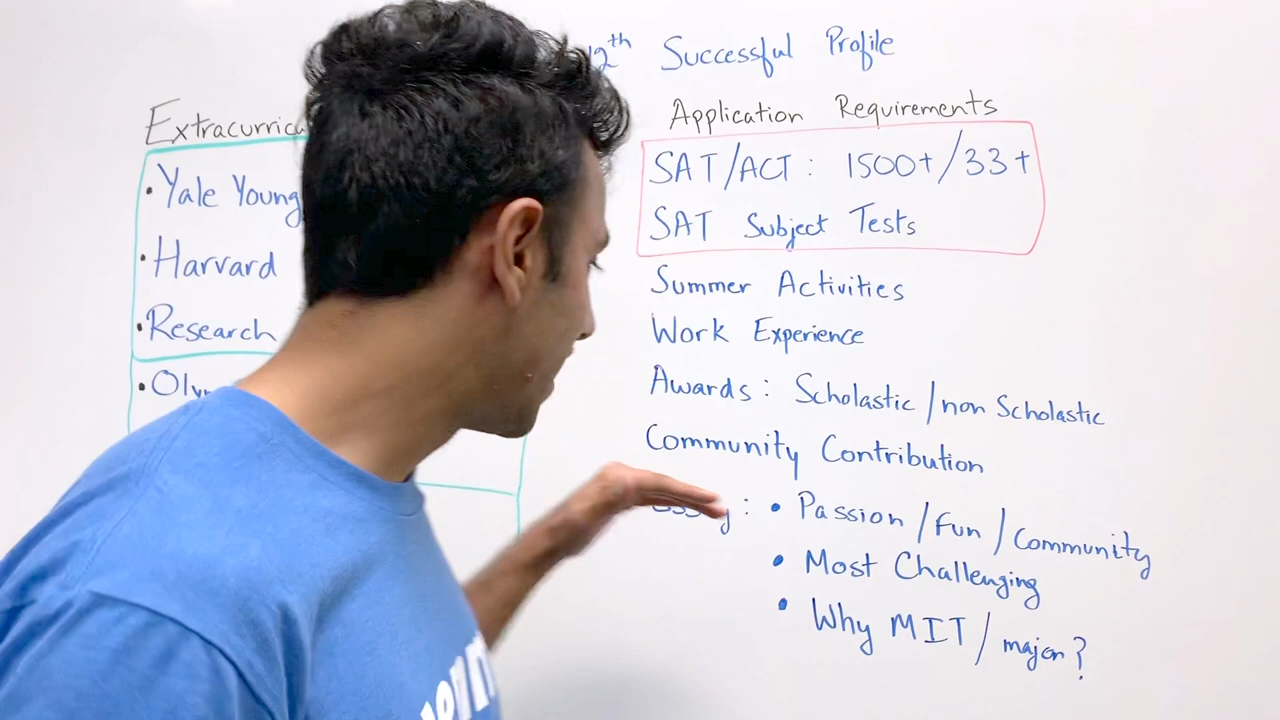 12th Successful Profile
Application Requirements
SAT/ACT: 1500+/33+
SAT Subject Tests
Summer Activities
Work Experience
Awards: Scholastic/non Scholastic
Community Contribution
: • Passion/Fun/Community
• Most Challenging
• Why MIT/major?
• Yale Young
• Harvard
• Research